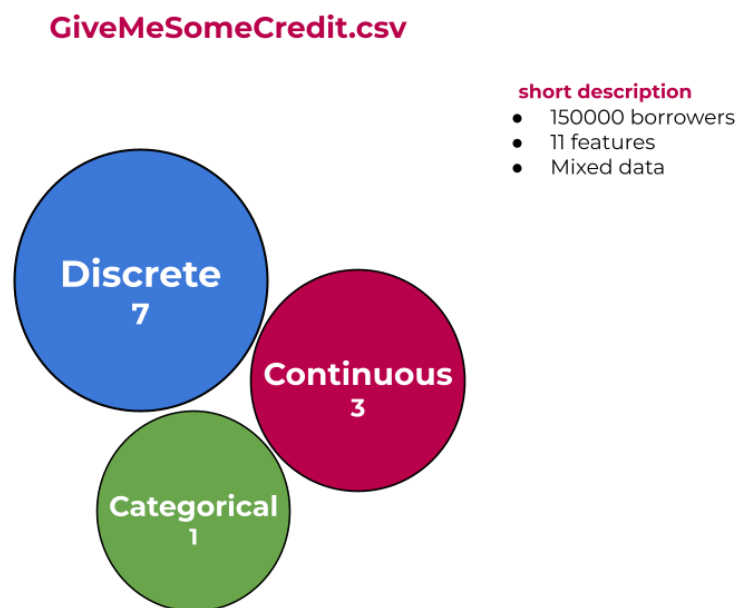 GiveMeSomeCredit.csv
short description
● 150000 borrowers
● 11 features
● Mixed data
Discrete
7
Continuous
3
Categorical
1